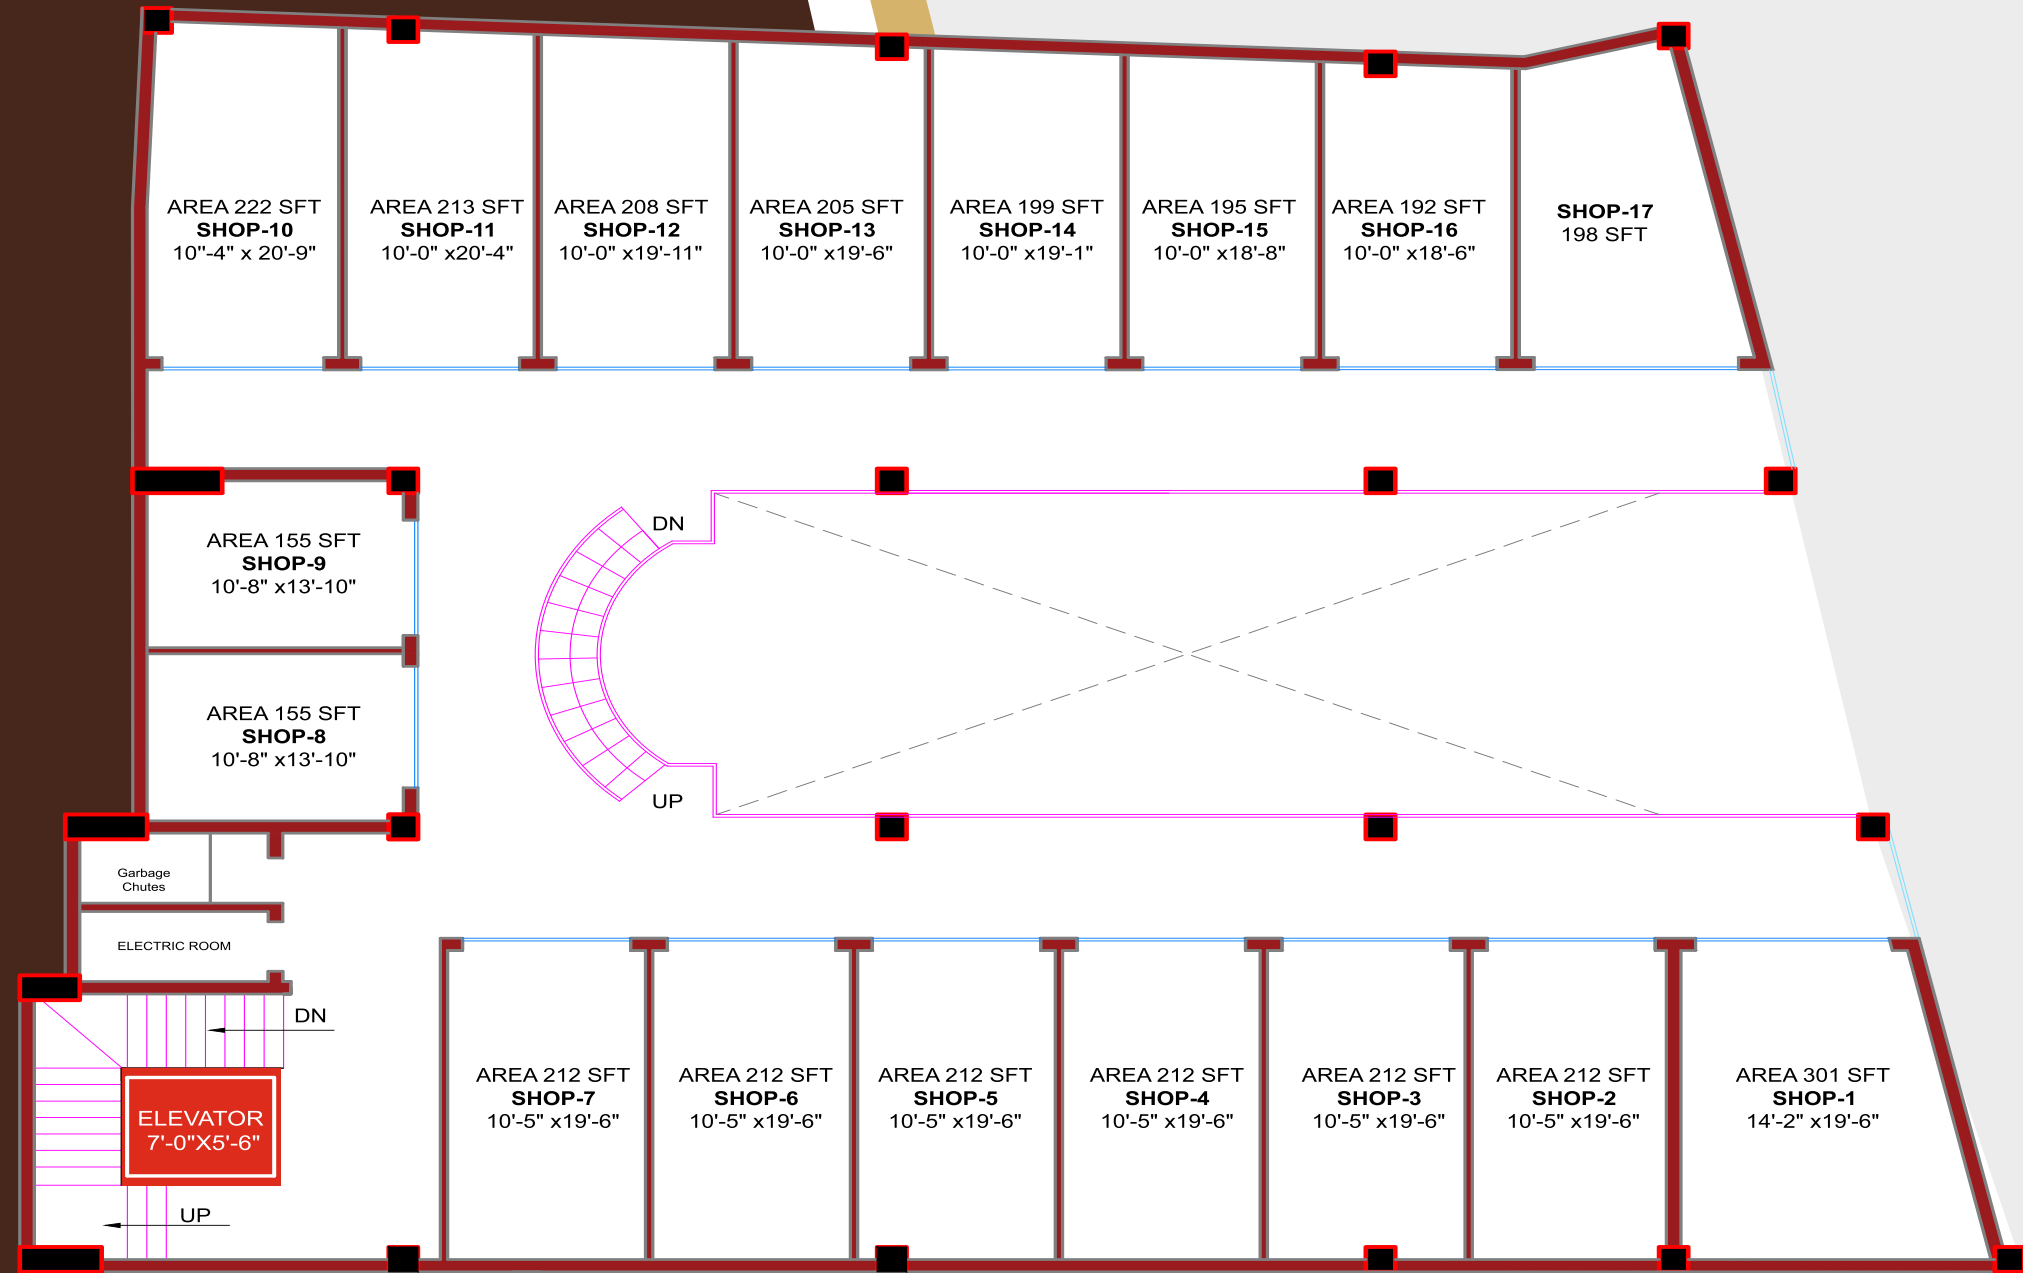 AREA 222 SFT
SHOP-10
10"-4" x 20'-9"
AREA 213 SFT
SHOP-11
10'-0" x20'-4"
AREA 208 SFT
SHOP-12
10'-0" x19'-11"
AREA 205 SFT
SHOP-13
10'-0" x19'-6"
AREA 199 SFT
SHOP-14
10'-0" x19'-1"
AREA 195 SFT
SHOP-15
10'-0" x18'-8"
AREA 192 SFT
SHOP-16
10'-0" x18'-6"
SHOP-17
198 SFT
AREA 155 SFT
SHOP-9
10'-8" x13'-10"
DN
AREA 155 SFT
SHOP-8
10'-8" x13'-10"
UP
Garbage
Chutes
ELECTRIC ROOM
DN
ELEVATOR
7'-0"X5'-6"
UP
AREA 212 SFT
SHOP-7
10'-5" x19'-6"
AREA 212 SFT
SHOP-6
10'-5" x19'-6"
AREA 212 SFT
SHOP-5
10'-5" x19'-6"
AREA 212 SFT
SHOP-4
10'-5" x19'-6"
AREA 212 SFT
SHOP-3
10'-5" x19'-6"
AREA 212 SFT
SHOP-2
10'-5" x19'-6"
AREA 301 SFT
SHOP-1
14'-2" x19'-6"